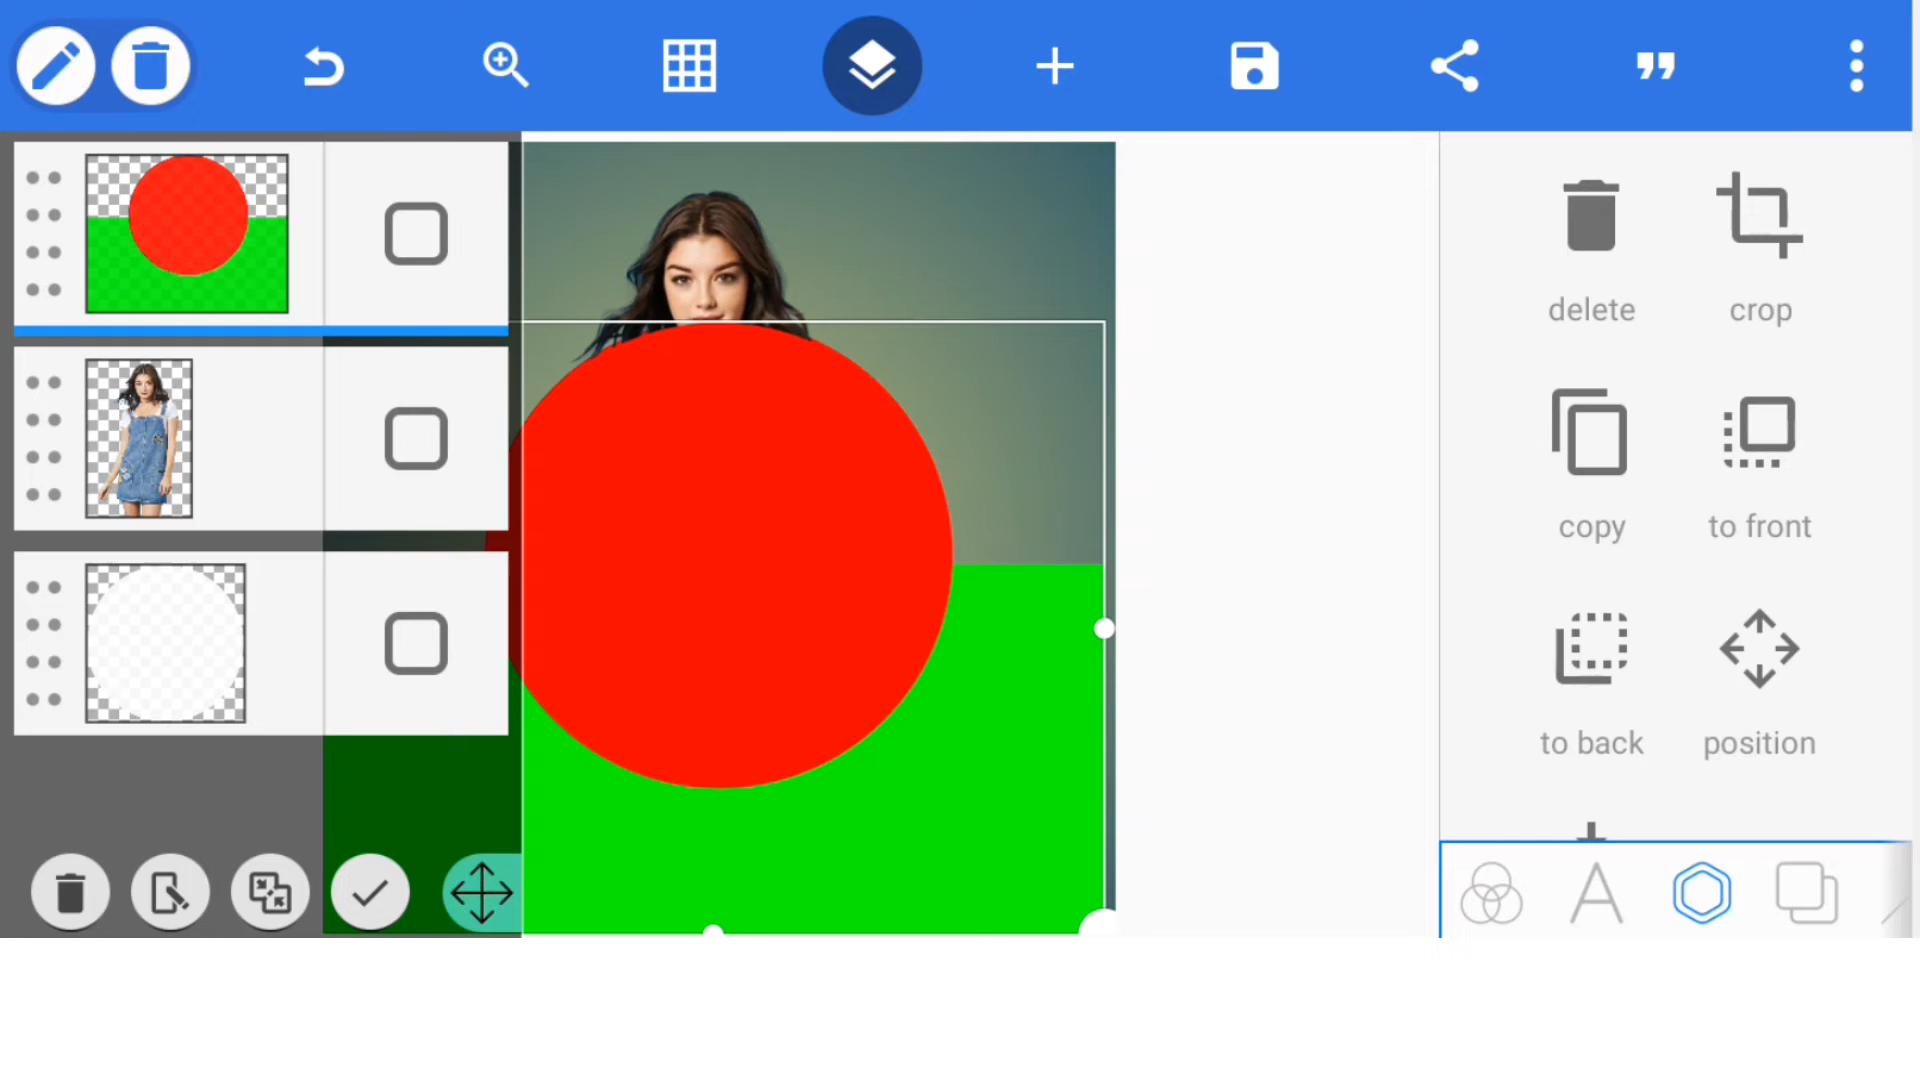 delete
crop
copy
to front
to back
position